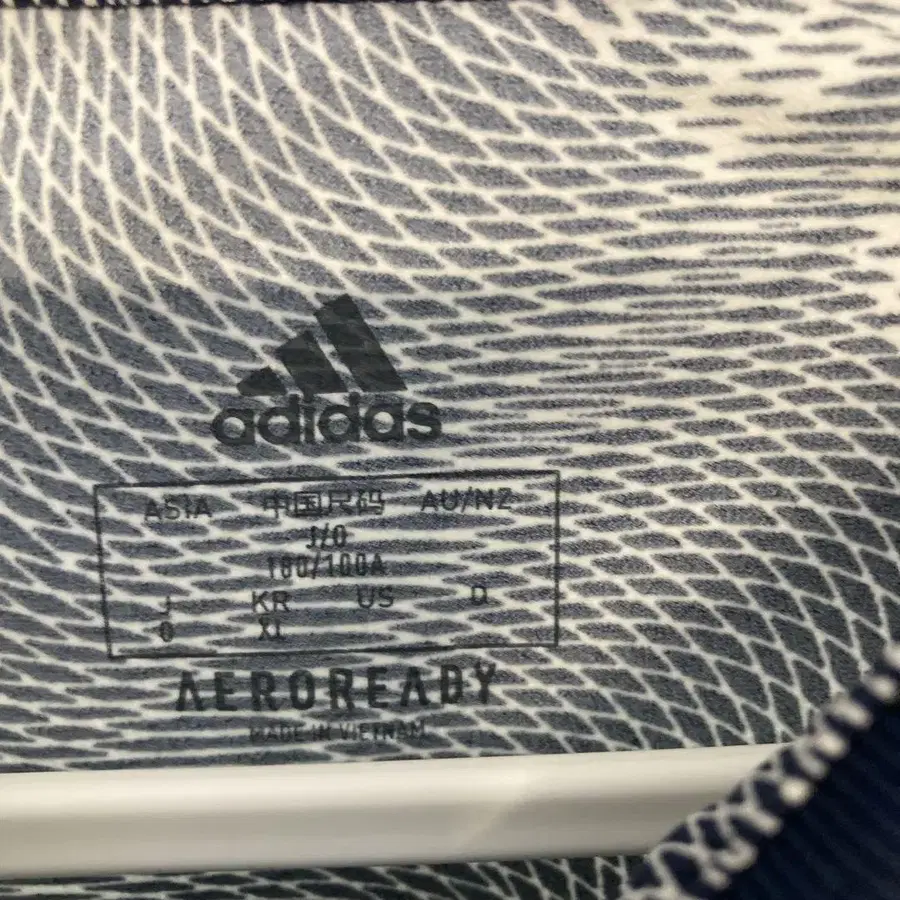 adidas
ASIA 中国尺码 AU/NZ
J/O
180/100A
J KR US D
O XL
AEROREADY
MADE IN VIETNAM